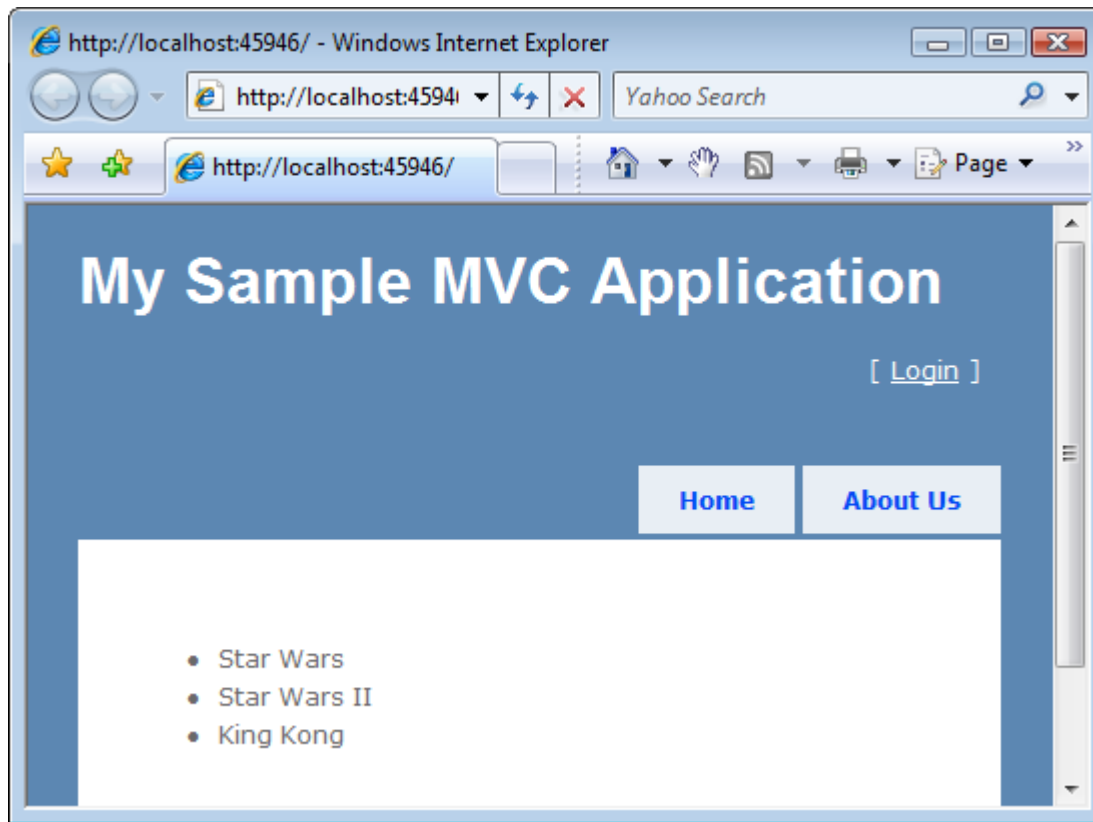 http://localhost:45946/ - Windows Internet Explorer
http://localhost:4594 Yahoo Search
http://localhost:45946/ Page
My Sample MVC Application
[ Login ]
Home About Us
• Star Wars
• Star Wars II
• King Kong